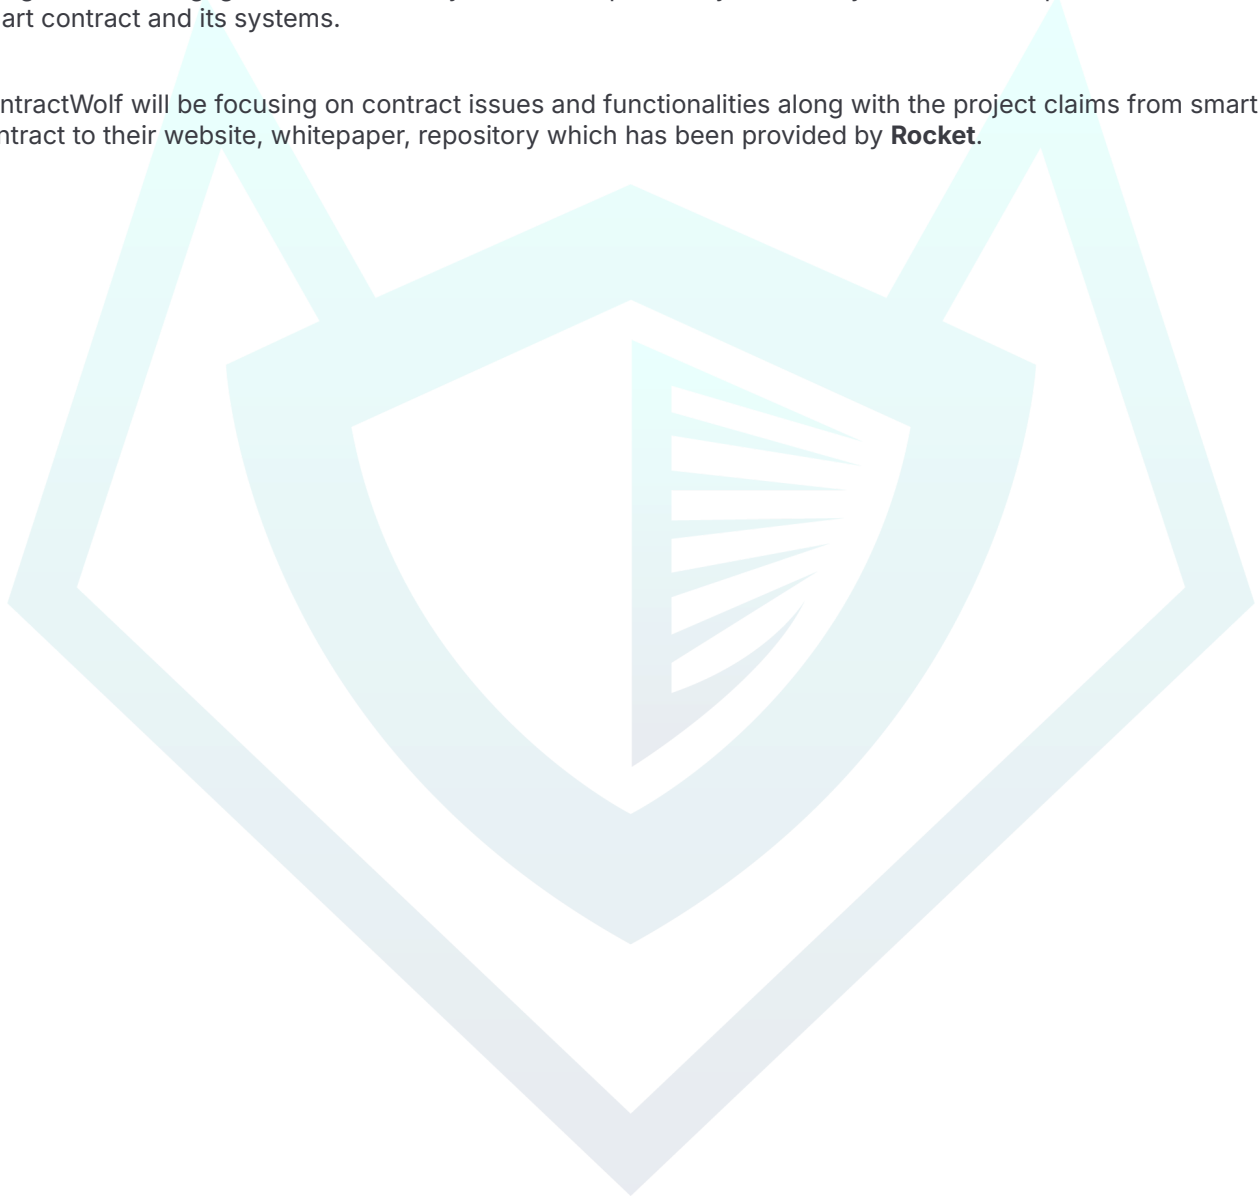 art contract and its systems.
ntractWolf will be focusing on contract issues and functionalities along with the project claims from smart
ntract to their website, whitepaper, repository which has been provided by Rocket.